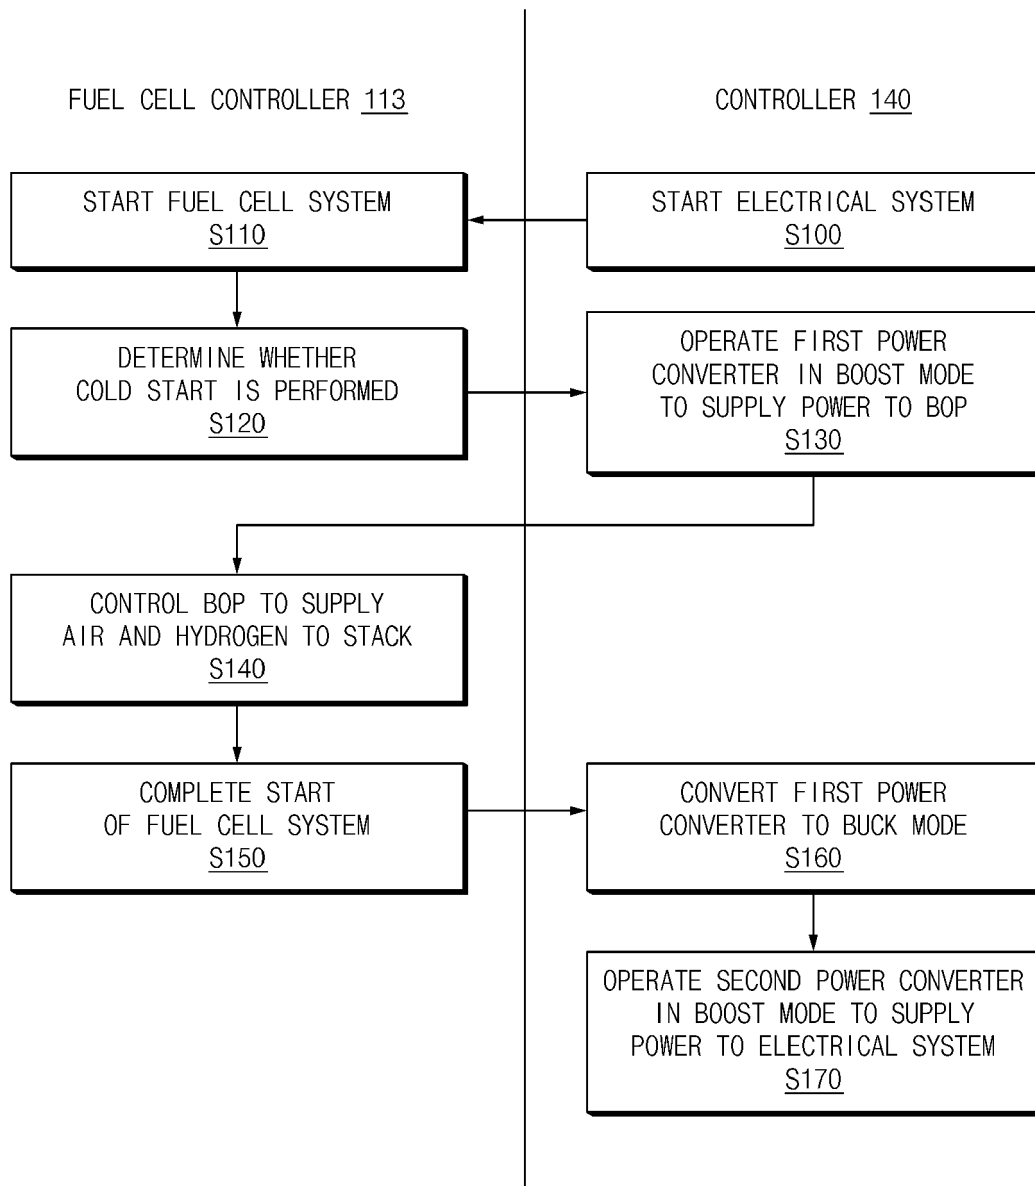 FUEL CELL CONTROLLER 113
CONTROLLER 140
START FUEL CELL SYSTEM
S110
START ELECTRICAL SYSTEM
S100
DETERMINE WHETHER
COLD START IS PERFORMED
S120
OPERATE FIRST POWER
CONVERTER IN BOOST MODE
TO SUPPLY POWER TO BOP
S130
CONTROL BOP TO SUPPLY
AIR AND HYDROGEN TO STACK
S140
COMPLETE START
OF FUEL CELL SYSTEM
S150
CONVERT FIRST POWER
CONVERTER TO BUCK MODE
S160
OPERATE SECOND POWER CONVERTER
IN BOOST MODE TO SUPPLY
POWER TO ELECTRICAL SYSTEM
S170